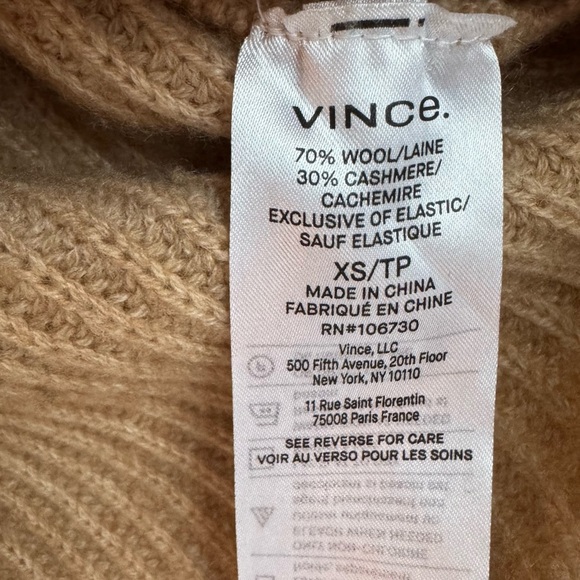 VINCe.
70% WOOL/LAINE
30% CASHMERE/
CACHEMIRE
EXCLUSIVE OF ELASTIC/
SAUF ELASTIQUE
XS/TP
MADE IN CHINA
FABRIQUÉ EN CHINE
RN#106730
Vince, LLC
500 Fifth Avenue, 20th Floor
New York, NY 10110
11 Rue Saint Florentin
75008 Paris France
SEE REVERSE FOR CARE
VOIR AU VERSO POUR LES SOINS